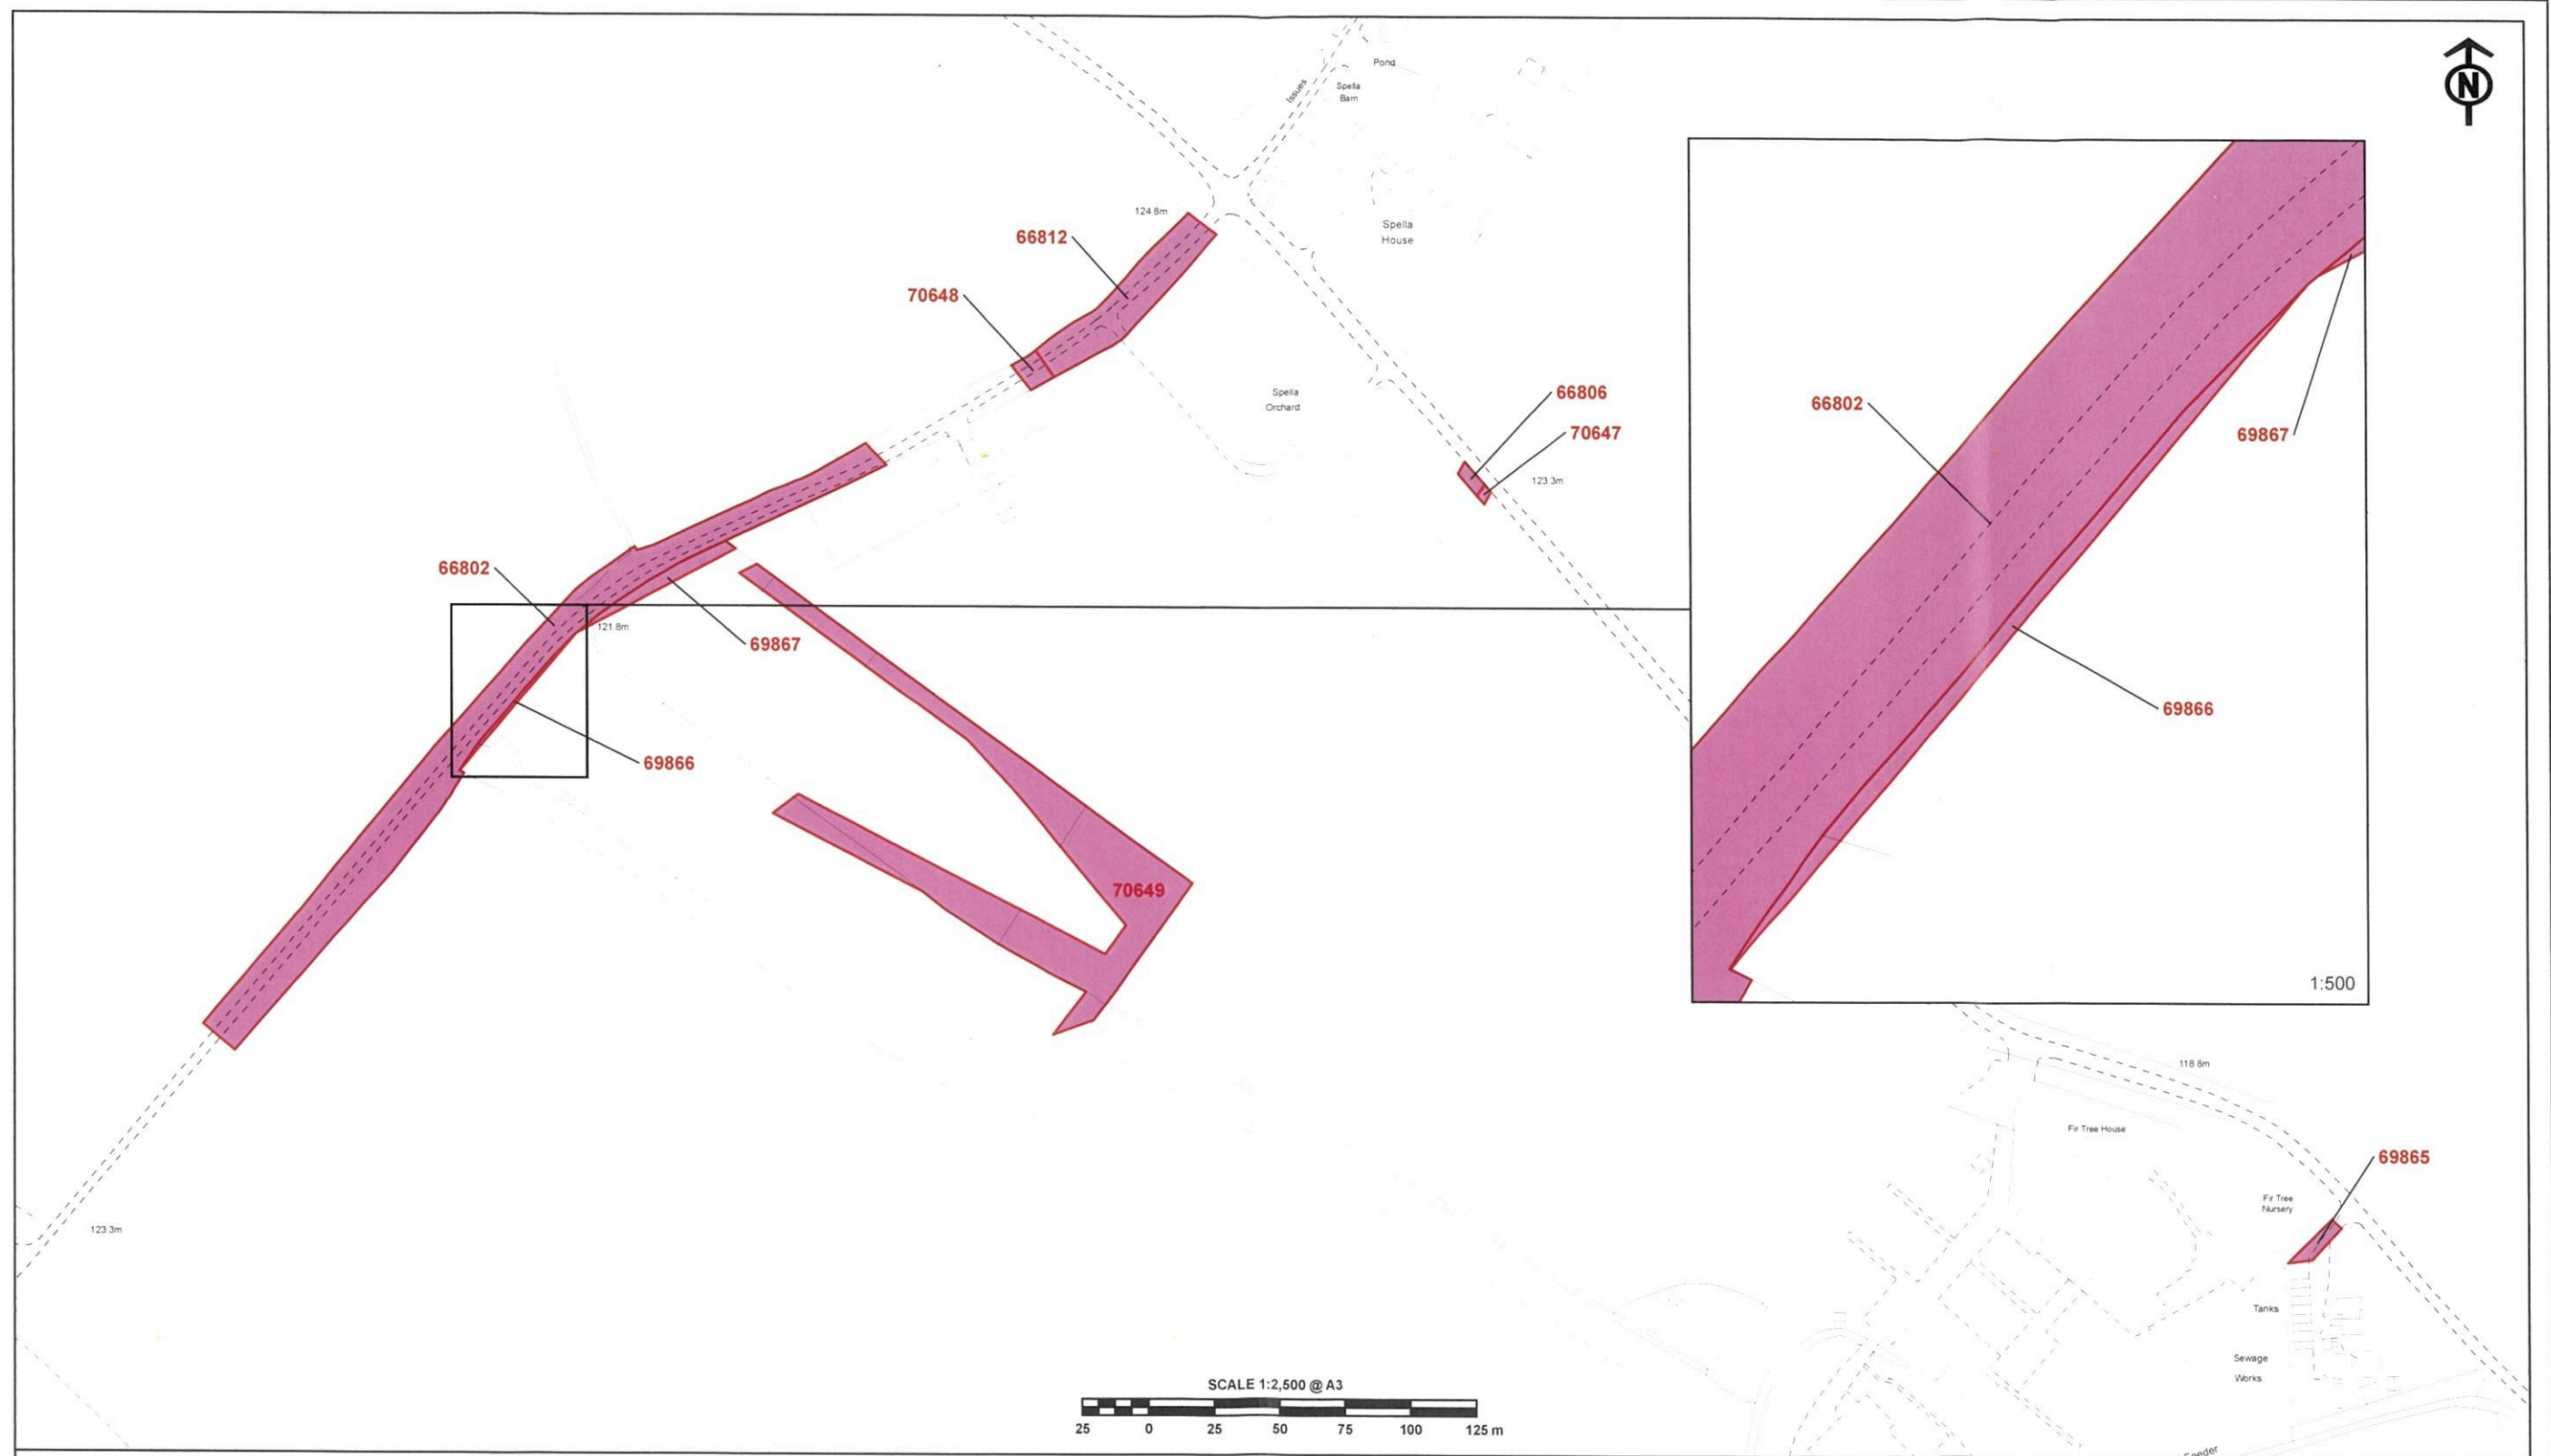 N
Pond
Issues
Spella
Barn
124.8m
66812
Spella
House
70648
66806
Spella
Orchard
70647
123.3m
66802
121.8m
69867
69866
70649
66802
69867
69866
1:500
118.8m
Fir Tree House
69865
Fir Tree
Nursery
123.3m
Tanks
Sewage
Works
SCALE 1:2,500 @ A3
25 0 25 50 75 100 125 m
Feeder